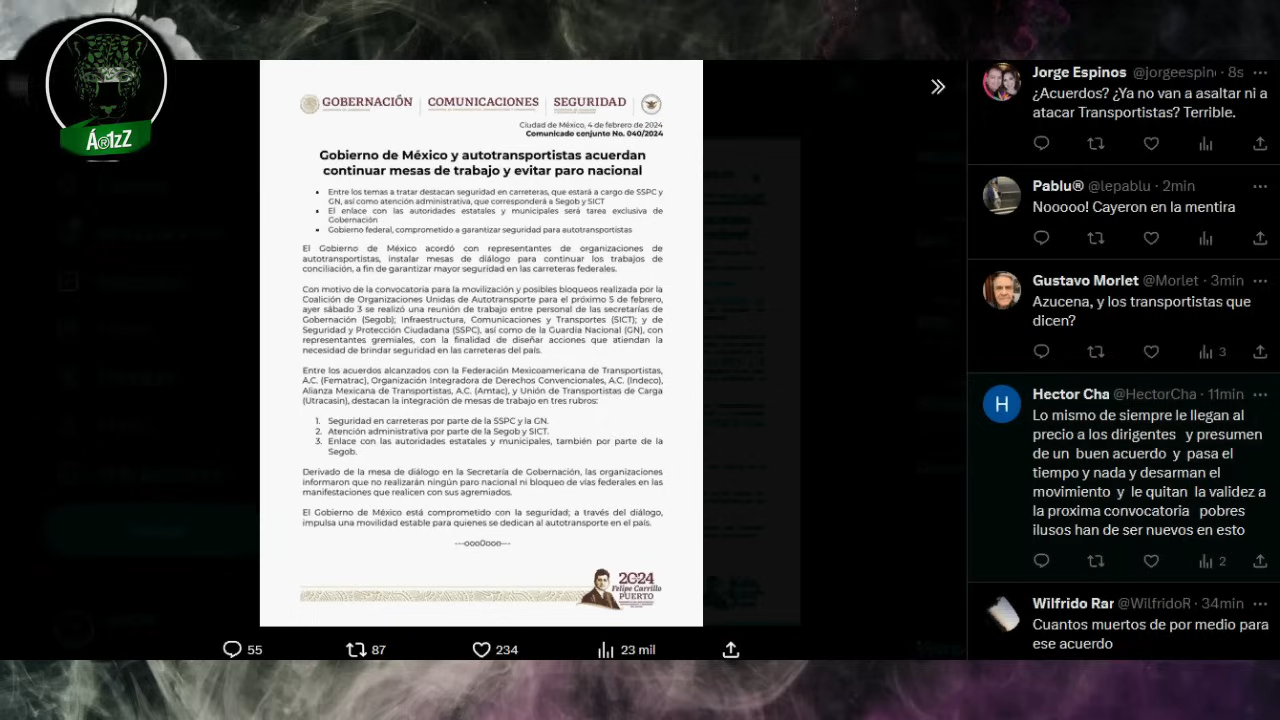 Á®1zZ
GOBERNACIÓN
COMUNICACIONES
SEGURIDAD
Ciudad de México, 4 de febrero de 2024
Comunicado conjunto No. 040/2024
Gobierno de México y autotransportistas acuerdan
continuar mesas de trabajo y evitar paro nacional
• Entre los temas a tratar destacan seguridad en carreteras, que estará a cargo de SSPC y
GN, así como atención administrativa, que corresponderá a Segob y SICT
• El enlace con las autoridades estatales y municipales será tarea exclusiva de
Gobernación
• Gobierno federal, comprometido a garantizar seguridad para autotransportistas
El Gobierno de México acordó con representantes de organizaciones de
autotransportistas, instalar mesas de diálogo para continuar los trabajos de
conciliación, a fin de garantizar mayor seguridad en las carreteras federales.
Con motivo de la convocatoria para la movilización y posibles bloqueos realizada por la
Coalición de Organizaciones Unidas de Autotransporte para el próximo 5 de febrero,
ayer sábado 3 se realizó una reunión de trabajo entre personal de las secretarías de
Gobernación (Segob); Infraestructura, Comunicaciones y Transportes (SICT); y de
Seguridad y Protección Ciudadana (SSPC), así como de la Guardia Nacional (GN), con
representantes gremiales, con la finalidad de diseñar acciones que atiendan la
necesidad de brindar seguridad en las carreteras del país.
Entre los acuerdos alcanzados con la Federación Mexicoamericana de Transportistas,
A.C. (Fematrac), Organización Integradora de Derechos Convencionales, A.C. (Indeco),
Alianza Mexicana de Transportistas, A.C. (Amtac), y Unión de Transportistas de Carga
(Utracasin), destacan la integración de mesas de trabajo en tres rubros:
1. Seguridad en carreteras por parte de la SSPC y la GN.
2. Atención administrativa por parte de la Segob y SICT.
3. Enlace con las autoridades estatales y municipales, también por parte de la
Segob.
Derivado de la mesa de diálogo en la Secretaría de Gobernación, las organizaciones
informaron que no realizarán ningún paro nacional ni bloqueo de vías federales en las
manifestaciones que realicen con sus agremiados.
El Gobierno de México está comprometido con la seguridad; a través del diálogo,
impulsa una movilidad estable para quienes se dedican al autotransporte en el país.
---ooo0ooo---
2024
Felipe Carrillo
PUERTO
55
87
234
23 mil
Jorge Espinos @jorgeespin · 8s
¿Acuerdos? ¿Ya no van a asaltar ni a
atacar Transportistas? Terrible.
Pablu® @lepablu · 2min
Nooooo! Cayeron en la mentira
Gustavo Morlet @Morlet · 3min
Azucena, y los transportistas que
dicen?
3
H
Hector Cha @HectorCha · 11min
Lo mismo de siempre le llegan al
precio a los dirigentes y presumen
de un buen acuerdo y pasa el
tiempo y nada y desarman el
movimiento y le quitan la validez a
la proxima convocatoria pobres
ilusos han de ser nuevos en esto
2
Wilfrido Rar @WilfridoR · 34min
Cuantos muertos de por medio para
ese acuerdo